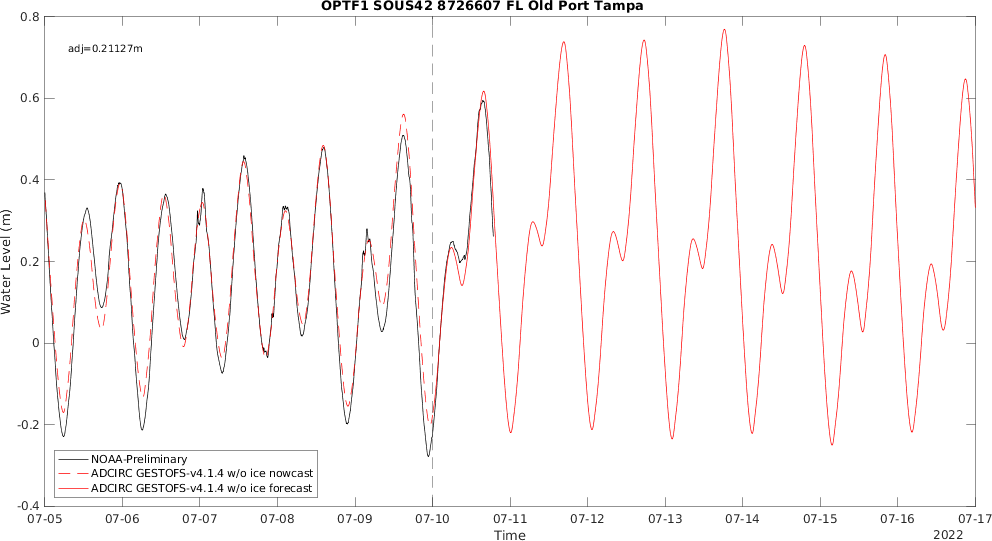 OPTF1 SOUS42 8726607 FL Old Port Tampa
adj=0.21127m
0.8
0.6
0.4
0.2
0
-0.2
-0.4
Water Level (m)
NOAA-Preliminary
ADCIRC GESTOFS-v4.1.4 w/o ice nowcast
ADCIRC GESTOFS-v4.1.4 w/o ice forecast
07-05 07-06 07-07 07-08 07-09 07-10 07-11 07-12 07-13 07-14 07-15 07-16 07-17
Time
2022